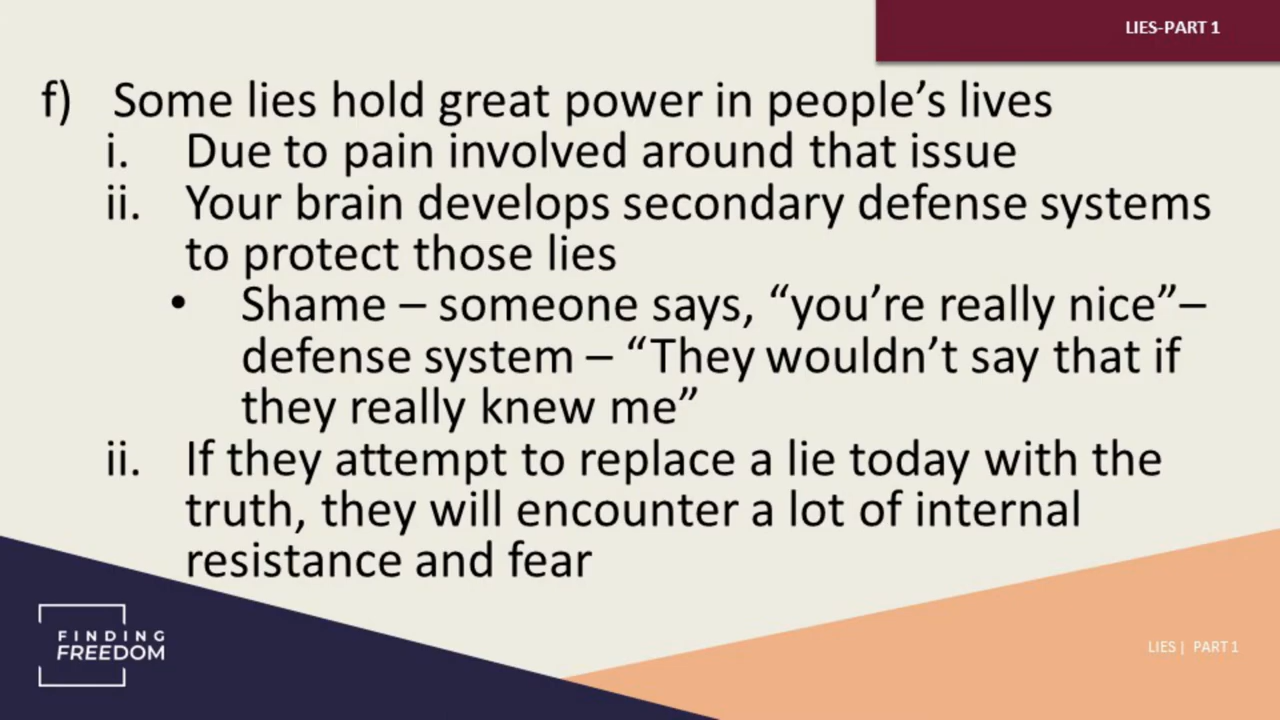 LIES-PART 1
f) Some lies hold great power in people’s lives
i. Due to pain involved around that issue
ii. Your brain develops secondary defense systems
to protect those lies
• Shame – someone says, “you’re really nice”–
defense system – “They wouldn’t say that if
they really knew me”
ii. If they attempt to replace a lie today with the
truth, they will encounter a lot of internal
resistance and fear
FINDING
FREEDOM
LIES | PART 1